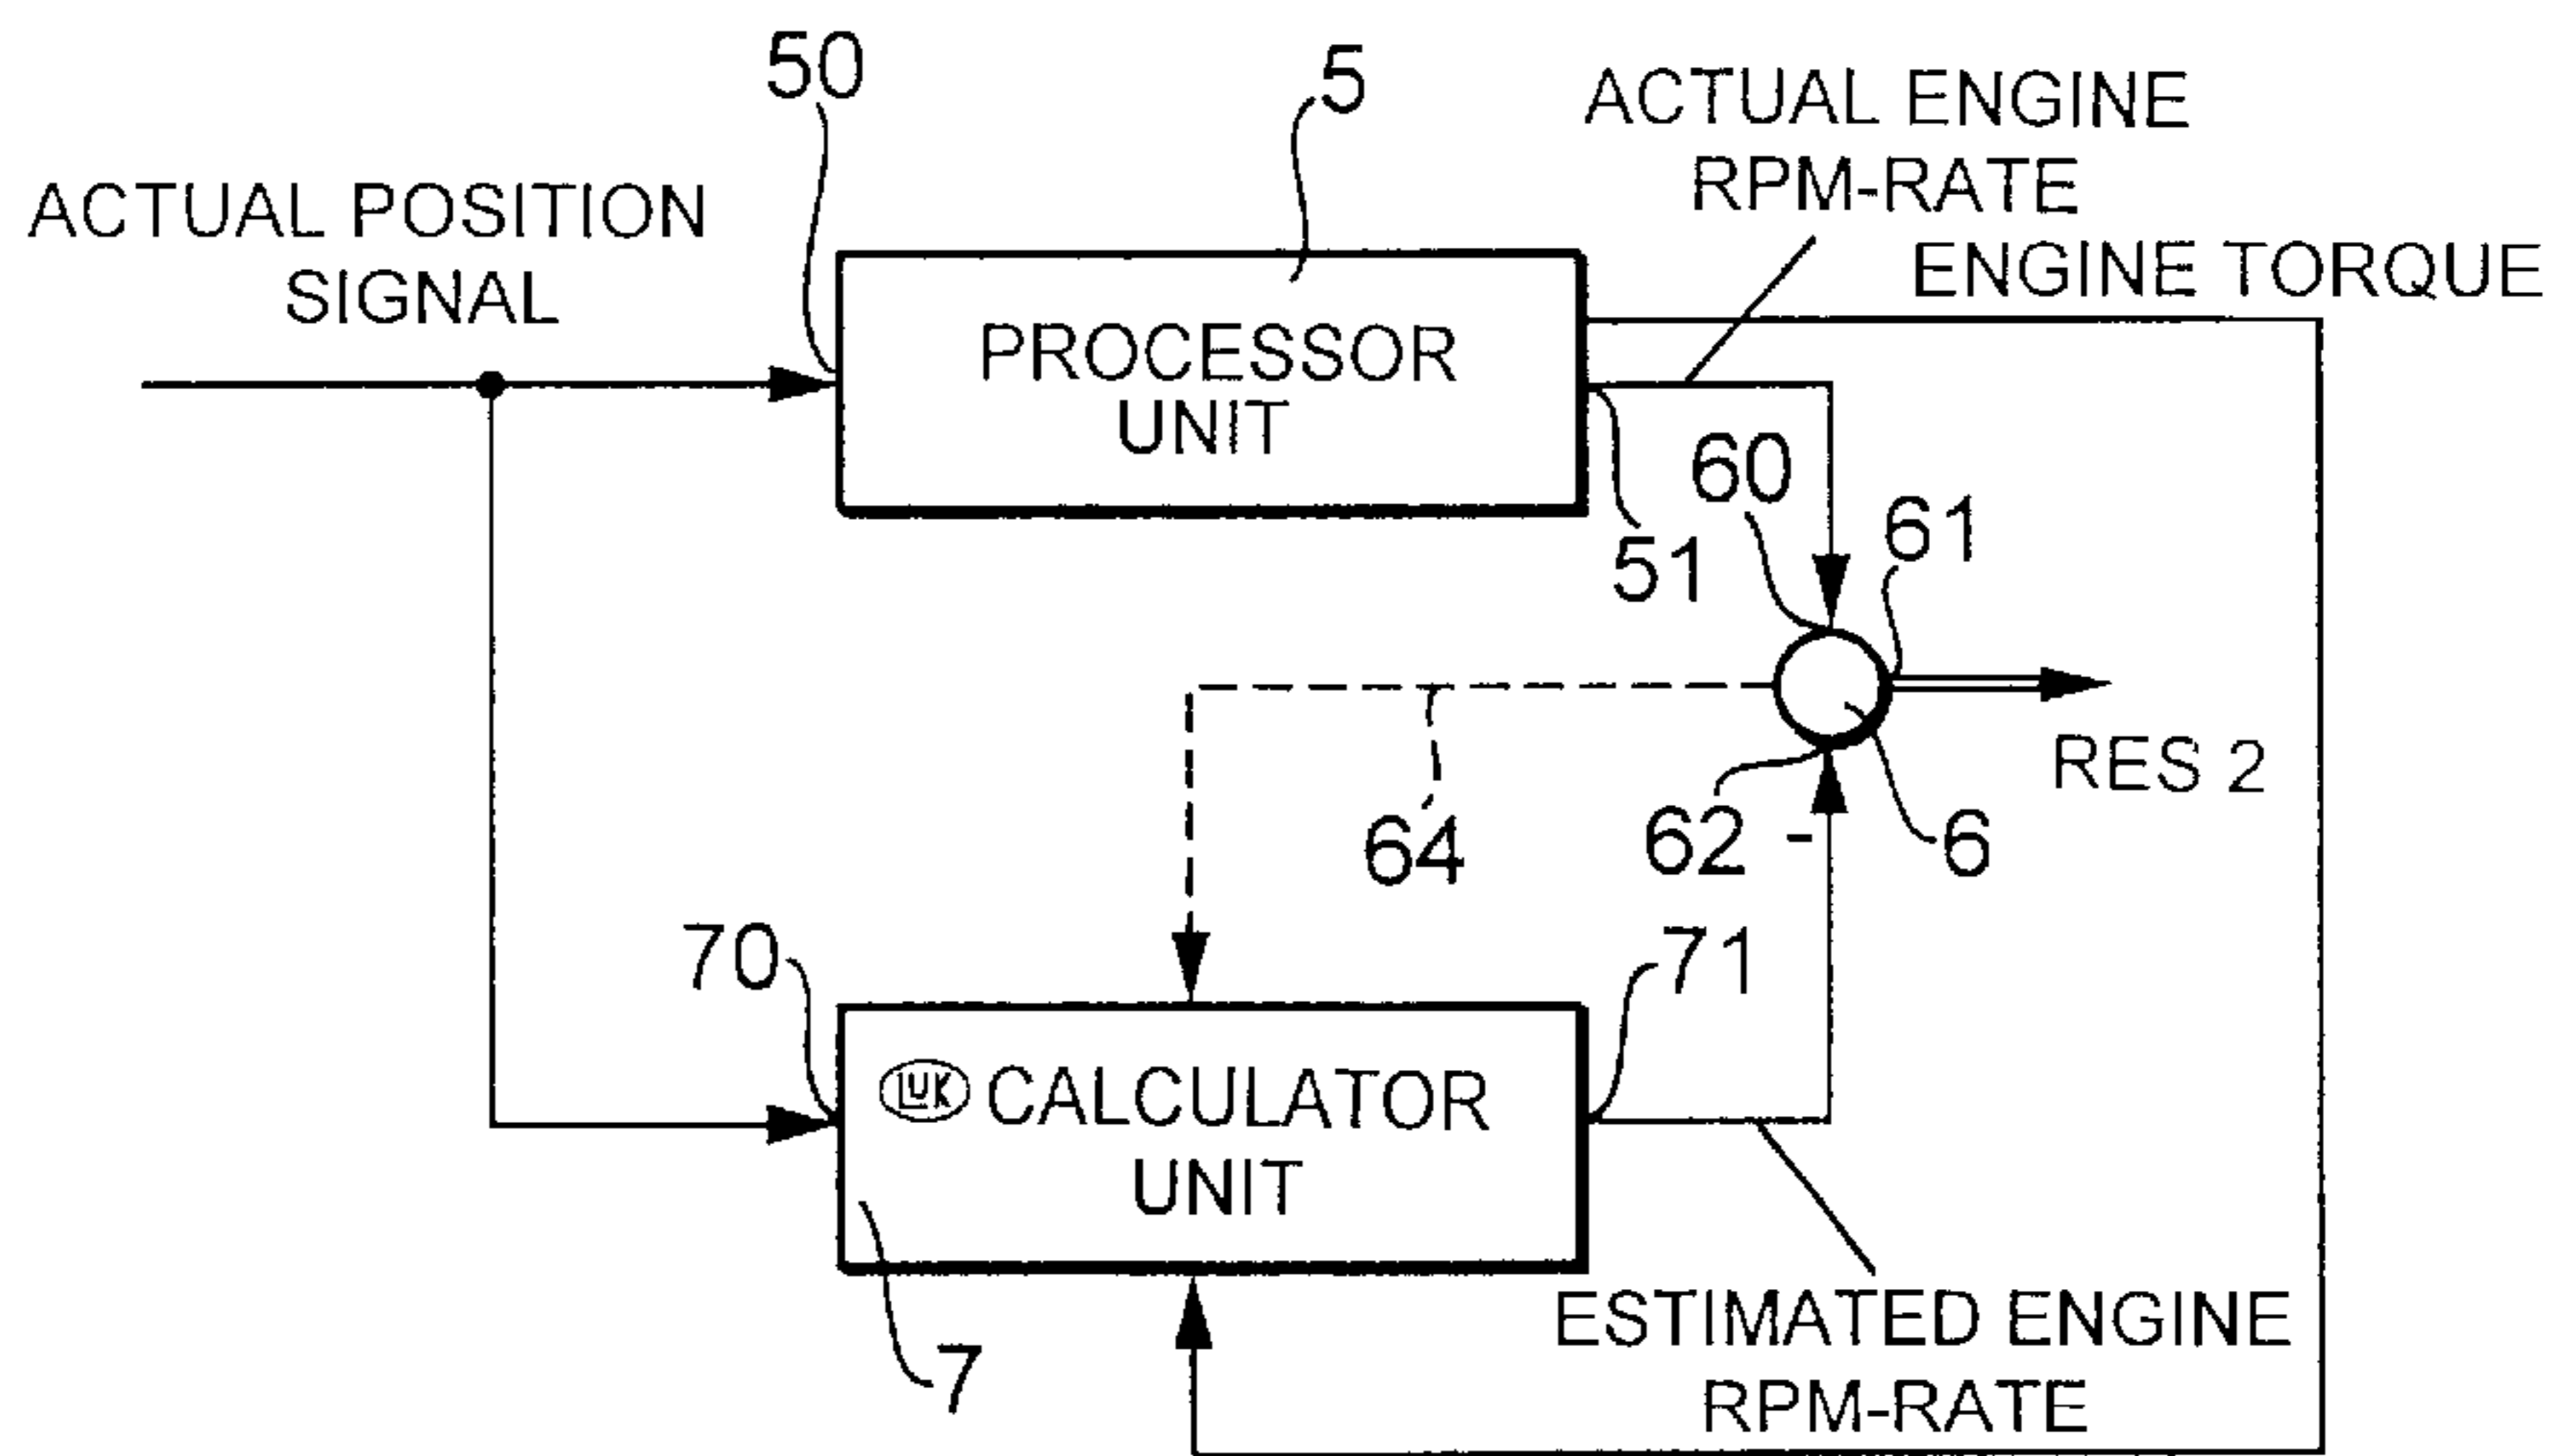 50
5
ACTUAL ENGINE
RPM-RATE
ACTUAL POSITION
SIGNAL
ENGINE TORQUE
PROCESSOR
UNIT
60
51
61
RES 2
64
62 -
6
70
71
LUK CALCULATOR
UNIT
7
ESTIMATED ENGINE
RPM-RATE